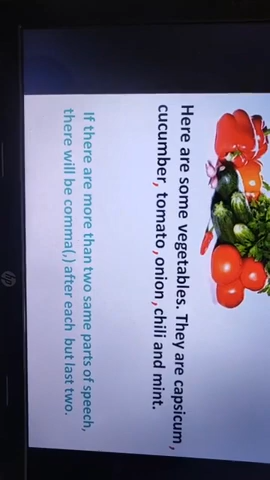 Here are some vegetables. They are capsicum,
cucumber, tomato ,onion ,chili and mint.
If there are more than two same parts of speech,
there will be comma(,) after each but last two.
hp